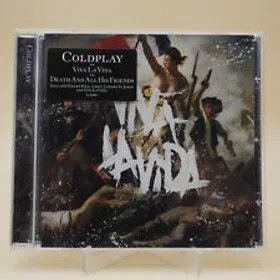 COLDPLAY
COLDPLAY
VIVA LA VIDA
OR
DEATH AND ALL HIS FRIENDS
VIVA
LA VIDA